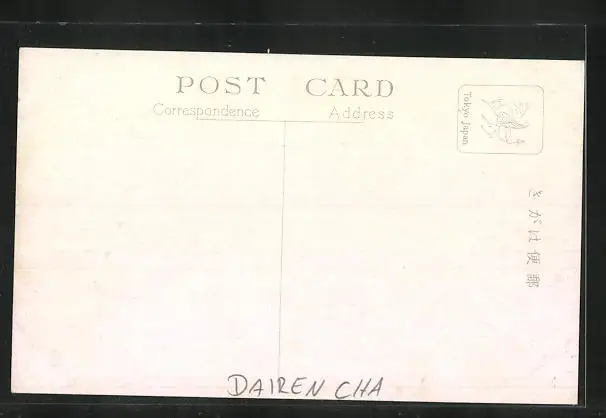 POST CARD
Correspondence Address
Tokyo Japan.
きがは便郵
DAIREN CHA